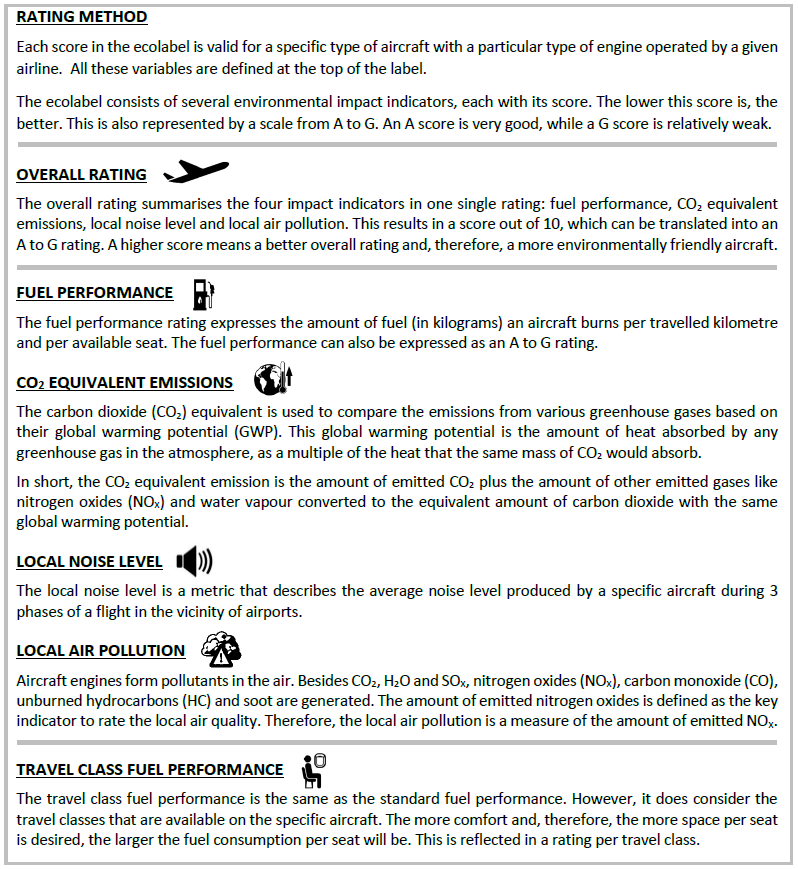 RATING METHOD
Each score in the ecolabel is valid for a specific type of aircraft with a particular type of engine operated by a given
airline.  All these variables are defined at the top of the label.
The ecolabel consists of several environmental impact indicators, each with its score. The lower this score is, the
better. This is also represented by a scale from A to G. An A score is very good, while a G score is relatively weak.
OVERALL RATING
The overall rating summarises the four impact indicators in one single rating: fuel performance, CO₂ equivalent
emissions, local noise level and local air pollution. This results in a score out of 10, which can be translated into an
A to G rating. A higher score means a better overall rating and, therefore, a more environmentally friendly aircraft.
FUEL PERFORMANCE
The fuel performance rating expresses the amount of fuel (in kilograms) an aircraft burns per travelled kilometre
and per available seat. The fuel performance can also be expressed as an A to G rating.
CO₂ EQUIVALENT EMISSIONS
The carbon dioxide (CO₂) equivalent is used to compare the emissions from various greenhouse gases based on
their global warming potential (GWP). This global warming potential is the amount of heat absorbed by any
greenhouse gas in the atmosphere, as a multiple of the heat that the same mass of CO₂ would absorb.
In short, the CO₂ equivalent emission is the amount of emitted CO₂ plus the amount of other emitted gases like
nitrogen oxides (NOₓ) and water vapour converted to the equivalent amount of carbon dioxide with the same
global warming potential.
LOCAL NOISE LEVEL
The local noise level is a metric that describes the average noise level produced by a specific aircraft during 3
phases of a flight in the vicinity of airports.
LOCAL AIR POLLUTION
Aircraft engines form pollutants in the air. Besides CO₂, H₂O and SOₓ, nitrogen oxides (NOₓ), carbon monoxide (CO),
unburned hydrocarbons (HC) and soot are generated. The amount of emitted nitrogen oxides is defined as the key
indicator to rate the local air quality. Therefore, the local air pollution is a measure of the amount of emitted NOₓ.
TRAVEL CLASS FUEL PERFORMANCE
The travel class fuel performance is the same as the standard fuel performance. However, it does consider the
travel classes that are available on the specific aircraft. The more comfort and, therefore, the more space per seat
is desired, the larger the fuel consumption per seat will be. This is reflected in a rating per travel class.